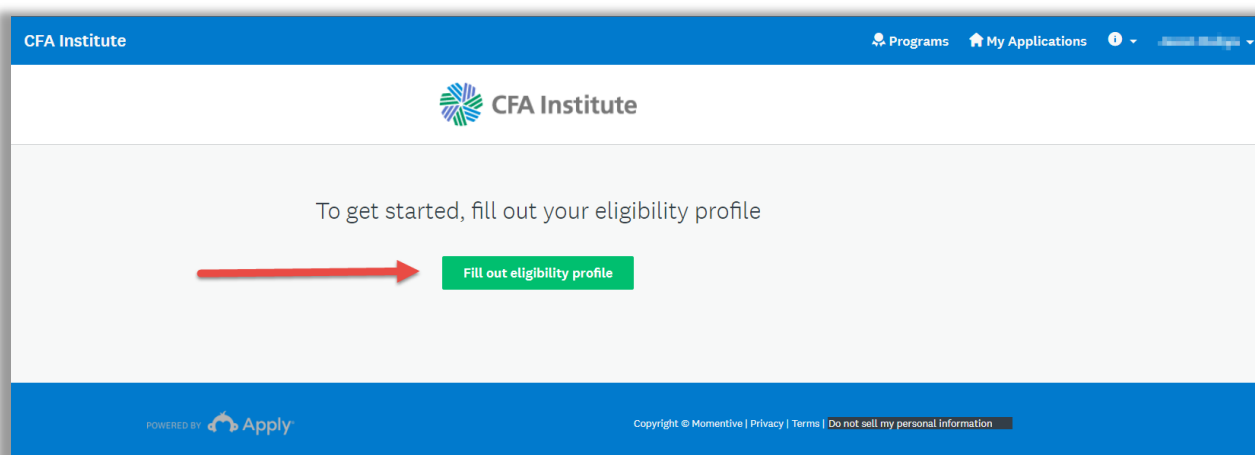 CFA Institute Programs My Applications
CFA Institute
To get started, fill out your eligibility profile
Fill out eligibility profile
POWERED BY Apply Copyright © Momentive | Privacy | Terms | Do not sell my personal information